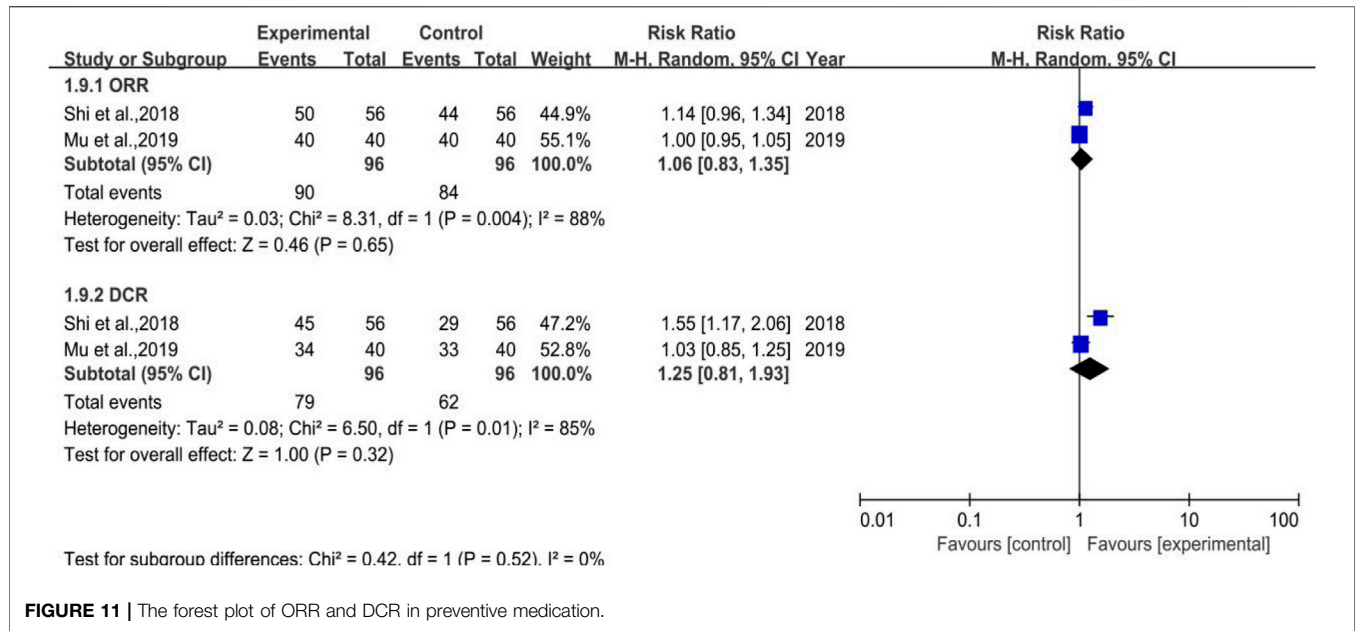 Experimental Control Risk Ratio Risk Ratio
Study or Subgroup Events Total Events Total Weight M-H, Random, 95% CI Year M-H, Random, 95% CI
1.9.1 ORR
Shi et al.,2018 50 56 44 56 44.9% 1.14 [0.96, 1.34] 2018
Mu et al.,2019 40 40 40 40 55.1% 1.00 [0.95, 1.05] 2019
Subtotal (95% CI) 96 96 100.0% 1.06 [0.83, 1.35]
Total events 90 84
Heterogeneity: Tau² = 0.03; Chi² = 8.31, df = 1 (P = 0.004); I² = 88%
Test for overall effect: Z = 0.46 (P = 0.65)
1.9.2 DCR
Shi et al.,2018 45 56 29 56 47.2% 1.55 [1.17, 2.06] 2018
Mu et al.,2019 34 40 33 40 52.8% 1.03 [0.85, 1.25] 2019
Subtotal (95% CI) 96 96 100.0% 1.25 [0.81, 1.93]
Total events 79 62
Heterogeneity: Tau² = 0.08; Chi² = 6.50, df = 1 (P = 0.01); I² = 85%
Test for overall effect: Z = 1.00 (P = 0.32)
0.01 0.1 1 10 100
Favours [control] Favours [experimental]
Test for subgroup differences: Chi² = 0.42, df = 1 (P = 0.52), I² = 0%
FIGURE 11 | The forest plot of ORR and DCR in preventive medication.